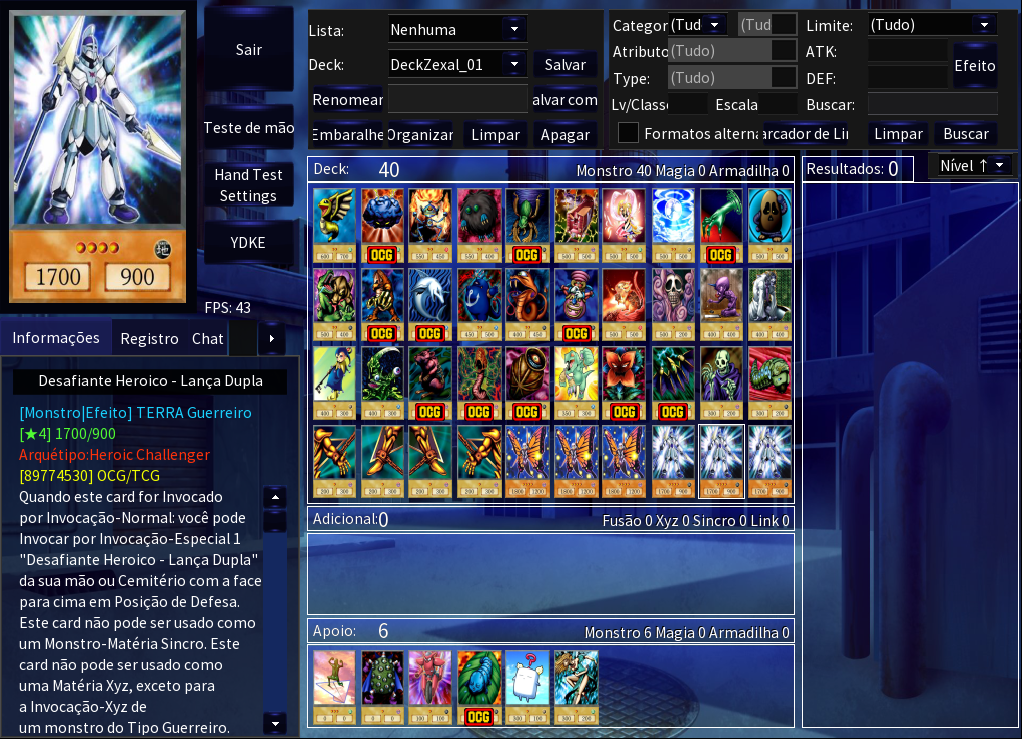 1700 900
Sair
Teste de mão
Hand Test
Settings
YDKE
FPS: 43
Informações Registro Chat
Desafiante Heroico - Lança Dupla
[Monstro|Efeito] TERRA Guerreiro
[★4] 1700/900
Arquétipo:Heroic Challenger
[89774530] OCG/TCG
Quando este card for Invocado
por Invocação-Normal: você pode
Invocar por Invocação-Especial 1
"Desafiante Heroico - Lança Dupla"
da sua mão ou Cemitério com a face
para cima em Posição de Defesa.
Este card não pode ser usado como
um Monstro-Matéria Sincro. Este
card não pode ser usado como
uma Matéria Xyz, exceto para
a Invocação-Xyz de
um monstro do Tipo Guerreiro.
Lista: Nenhuma
Deck: DeckZexal_01 Salvar
Renomear alvar com
Embaralhe Organizar Limpar Apagar
Categor (Tud (Tud Limite: (Tudo)
Atributo (Tudo) ATK:
Efeito
Type: (Tudo) DEF:
Lv/Classe Escala Buscar:
Formatos alterna arcador de Lin Limpar Buscar
Deck: 40 Monstro 40 Magia 0 Armadilha 0
Resultados: 0 Nível ↑
OCG OCG OCG
OCG OCG OCG
OCG OCG OCG OCG OCG
Adicional:0 Fusão 0 Xyz 0 Sincro 0 Link 0
Apoio: 6 Monstro 6 Magia 0 Armadilha 0
OCG